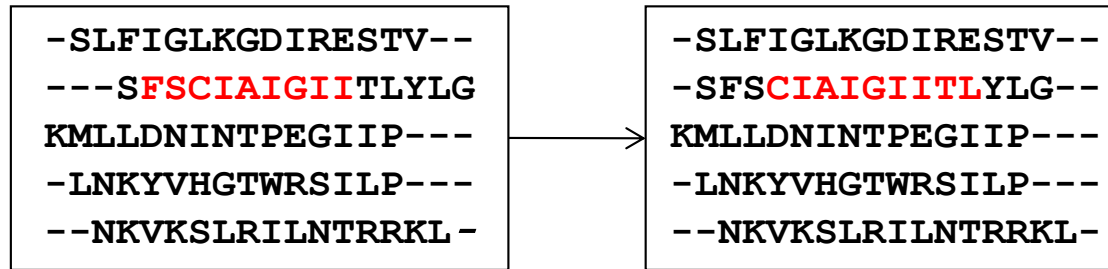 -SLFIGLKGDIRESTV--
---SFSCIAIGIITLYLG
KMLLDNINTPEGIIP---
-LNKYVHGTWRSILP---
--NKVKSLRILNTRRKL-
-SLFIGLKGDIRESTV--
-SFSCIAIGIITLYLG--
KMLLDNINTPEGIIP---
-LNKYVHGTWRSILP---
--NKVKSLRILNTRRKL-